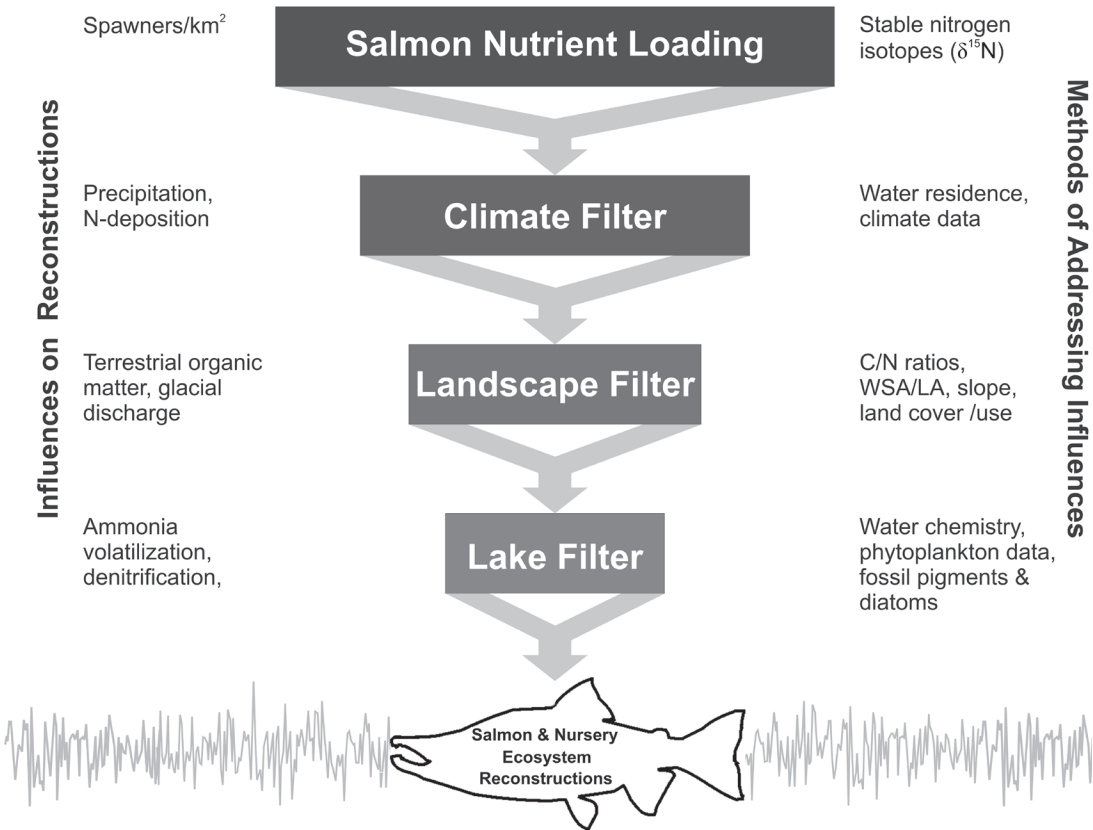 Spawners/km²
Salmon Nutrient Loading
Stable nitrogen
isotopes (δ¹⁵N)
Influences on Reconstructions
Methods of Addressing Influences
Precipitation,
N-deposition
Climate Filter
Water residence,
climate data
Terrestrial organic
matter, glacial
discharge
Landscape Filter
C/N ratios,
WSA/LA, slope,
land cover /use
Ammonia
volatilization,
denitrification,
Lake Filter
Water chemistry,
phytoplankton data,
fossil pigments &
diatoms
Salmon & Nursery
Ecosystem
Reconstructions